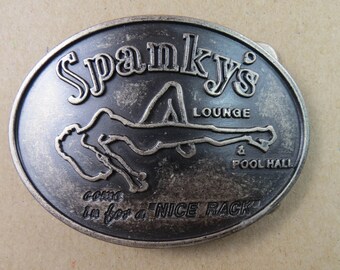 Spanky's
LOUNGE
&
POOL HALL
come
in for a "NICE RACK"